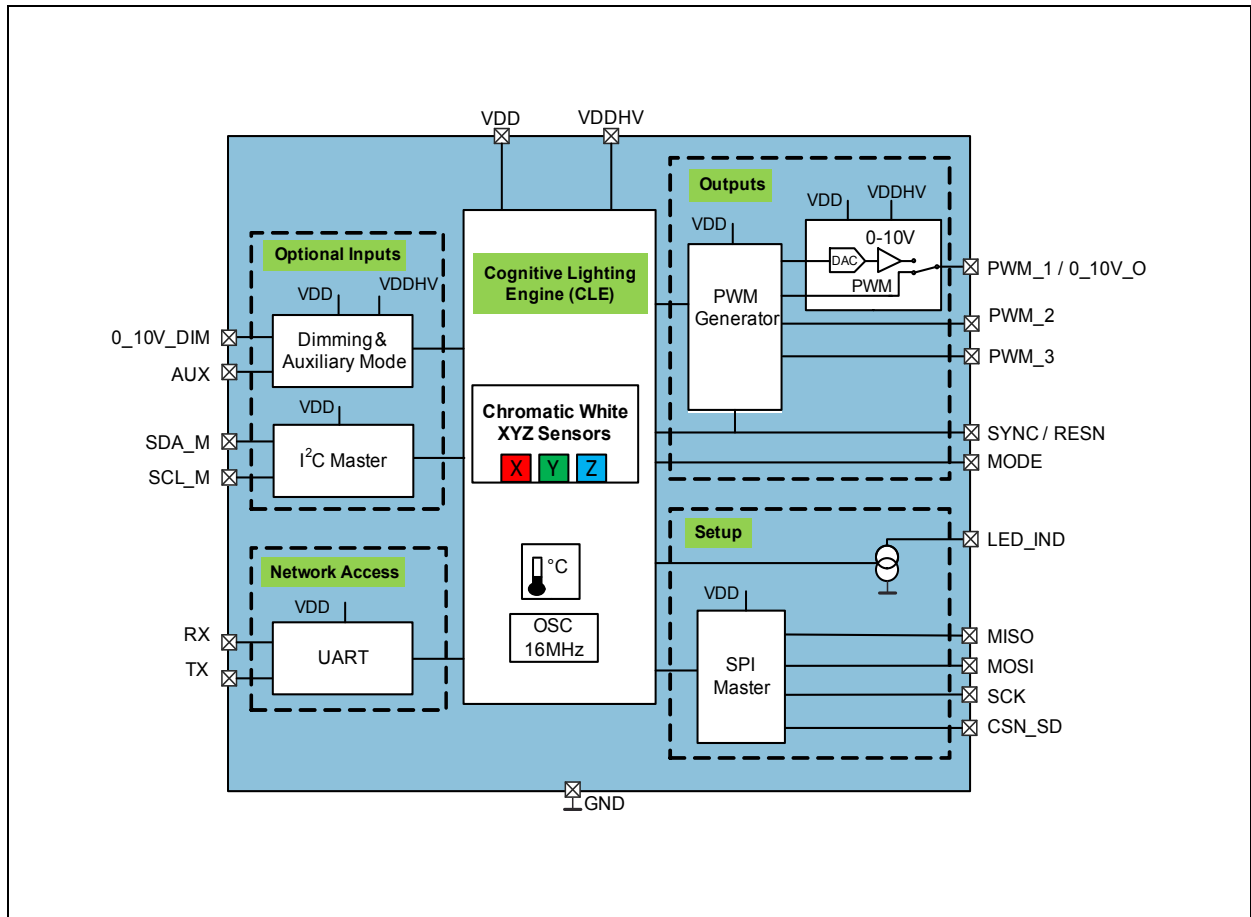 VDD
VDDHV
Optional Inputs
VDD
VDDHV
Dimming &
Auxiliary Mode
0_10V_DIM
AUX
VDD
I²C Master
SDA_M
SCL_M
Network Access
VDD
UART
RX
TX
Cognitive Lighting
Engine (CLE)
Chromatic White
XYZ Sensors
X Y Z
°C
OSC
16MHz
Outputs
VDD
PWM
Generator
VDD
VDDHV
0-10V
DAC
PWM
PWM_1 / 0_10V_O
PWM_2
PWM_3
SYNC / RESN
MODE
Setup
LED_IND
VDD
SPI
Master
MISO
MOSI
SCK
CSN_SD
GND